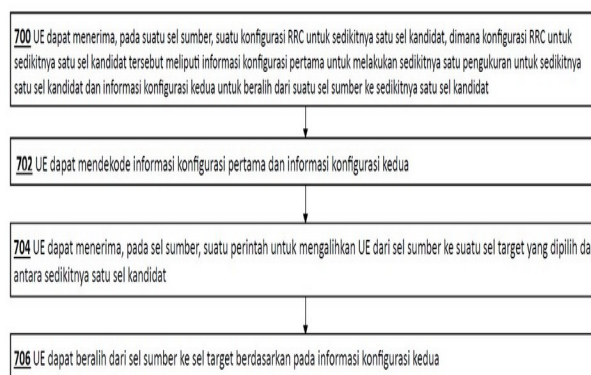 700 UE dapat menerima, pada suatu sel sumber, suatu konfigurasi RRC untuk sedikitnya satu sel kandidat, dimana konfigurasi RRC untuk
sedikitnya satu sel kandidat tersebut meliputi informasi konfigurasi pertama untuk melakukan sedikitnya satu pengukuran untuk sedikitnya
satu sel kandidat dan informasi konfigurasi kedua untuk beralih dari suatu sel sumber ke sedikitnya satu sel kandidat
702 UE dapat mendekode informasi konfigurasi pertama dan informasi konfigurasi kedua
704 UE dapat menerima, pada sel sumber, suatu perintah untuk mengalihkan UE dari sel sumber ke suatu sel target yang dipilih da
antara sedikitnya satu sel kandidat
706 UE dapat beralih dari sel sumber ke sel target berdasarkan pada informasi konfigurasi kedua